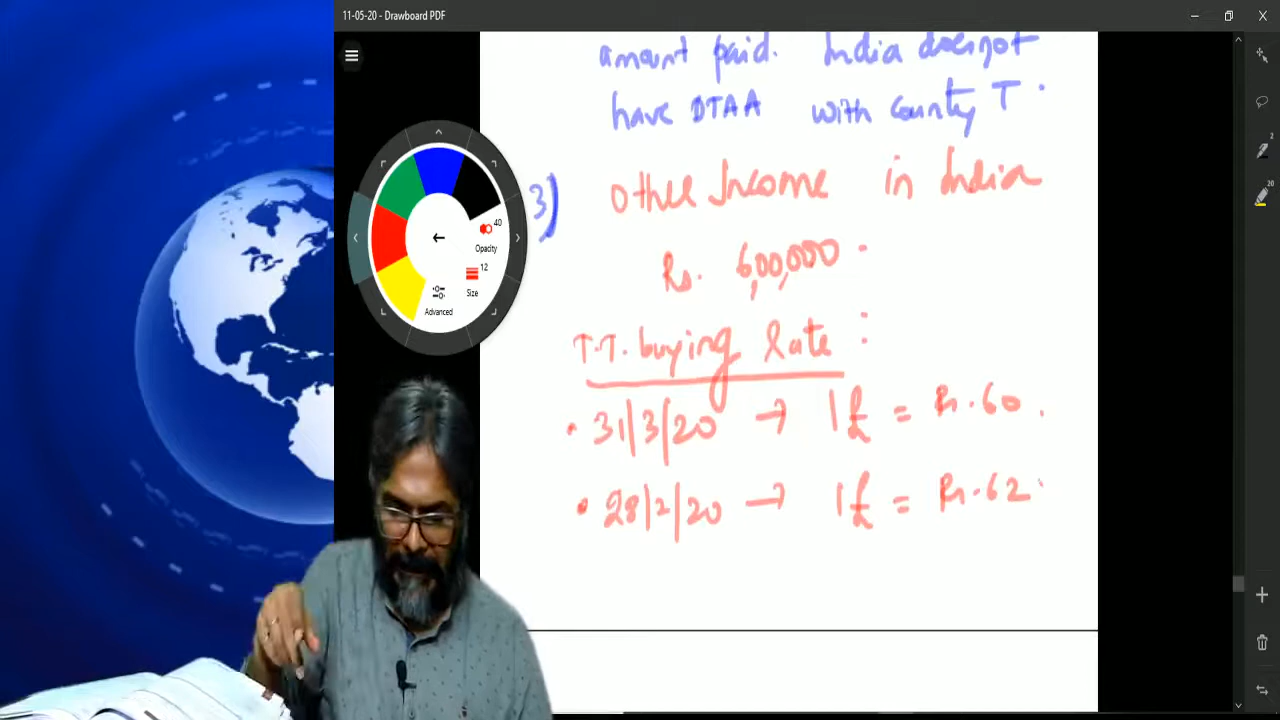 11-05-20 - Drawboard PDF
amount paid. India does not
have DTAA with country T.
3) Other Income in India
Rs. 6,00,000.
T.T. buying Rate :
• 31/3/20 → 1£ = Rs. 60.
• 28/2/20 → 1£ = Rs. 62.
40
Opacity
12
Size
Advanced
2
20